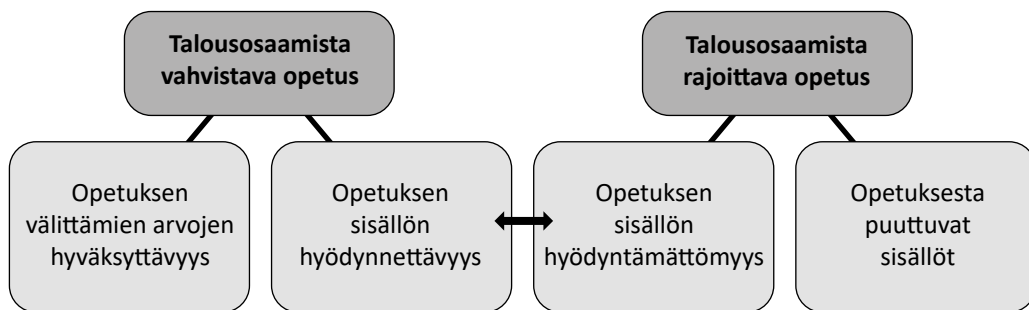 Talousosaamista
vahvistava opetus
Talousosaamista
rajoittava opetus
Opetuksen
välittämien arvojen
hyväksyttävyys
Opetuksen
sisällön
hyödynnettävyys
Opetuksen
sisällön
hyödyntämättömyys
Opetuksesta
puuttuvat
sisällöt